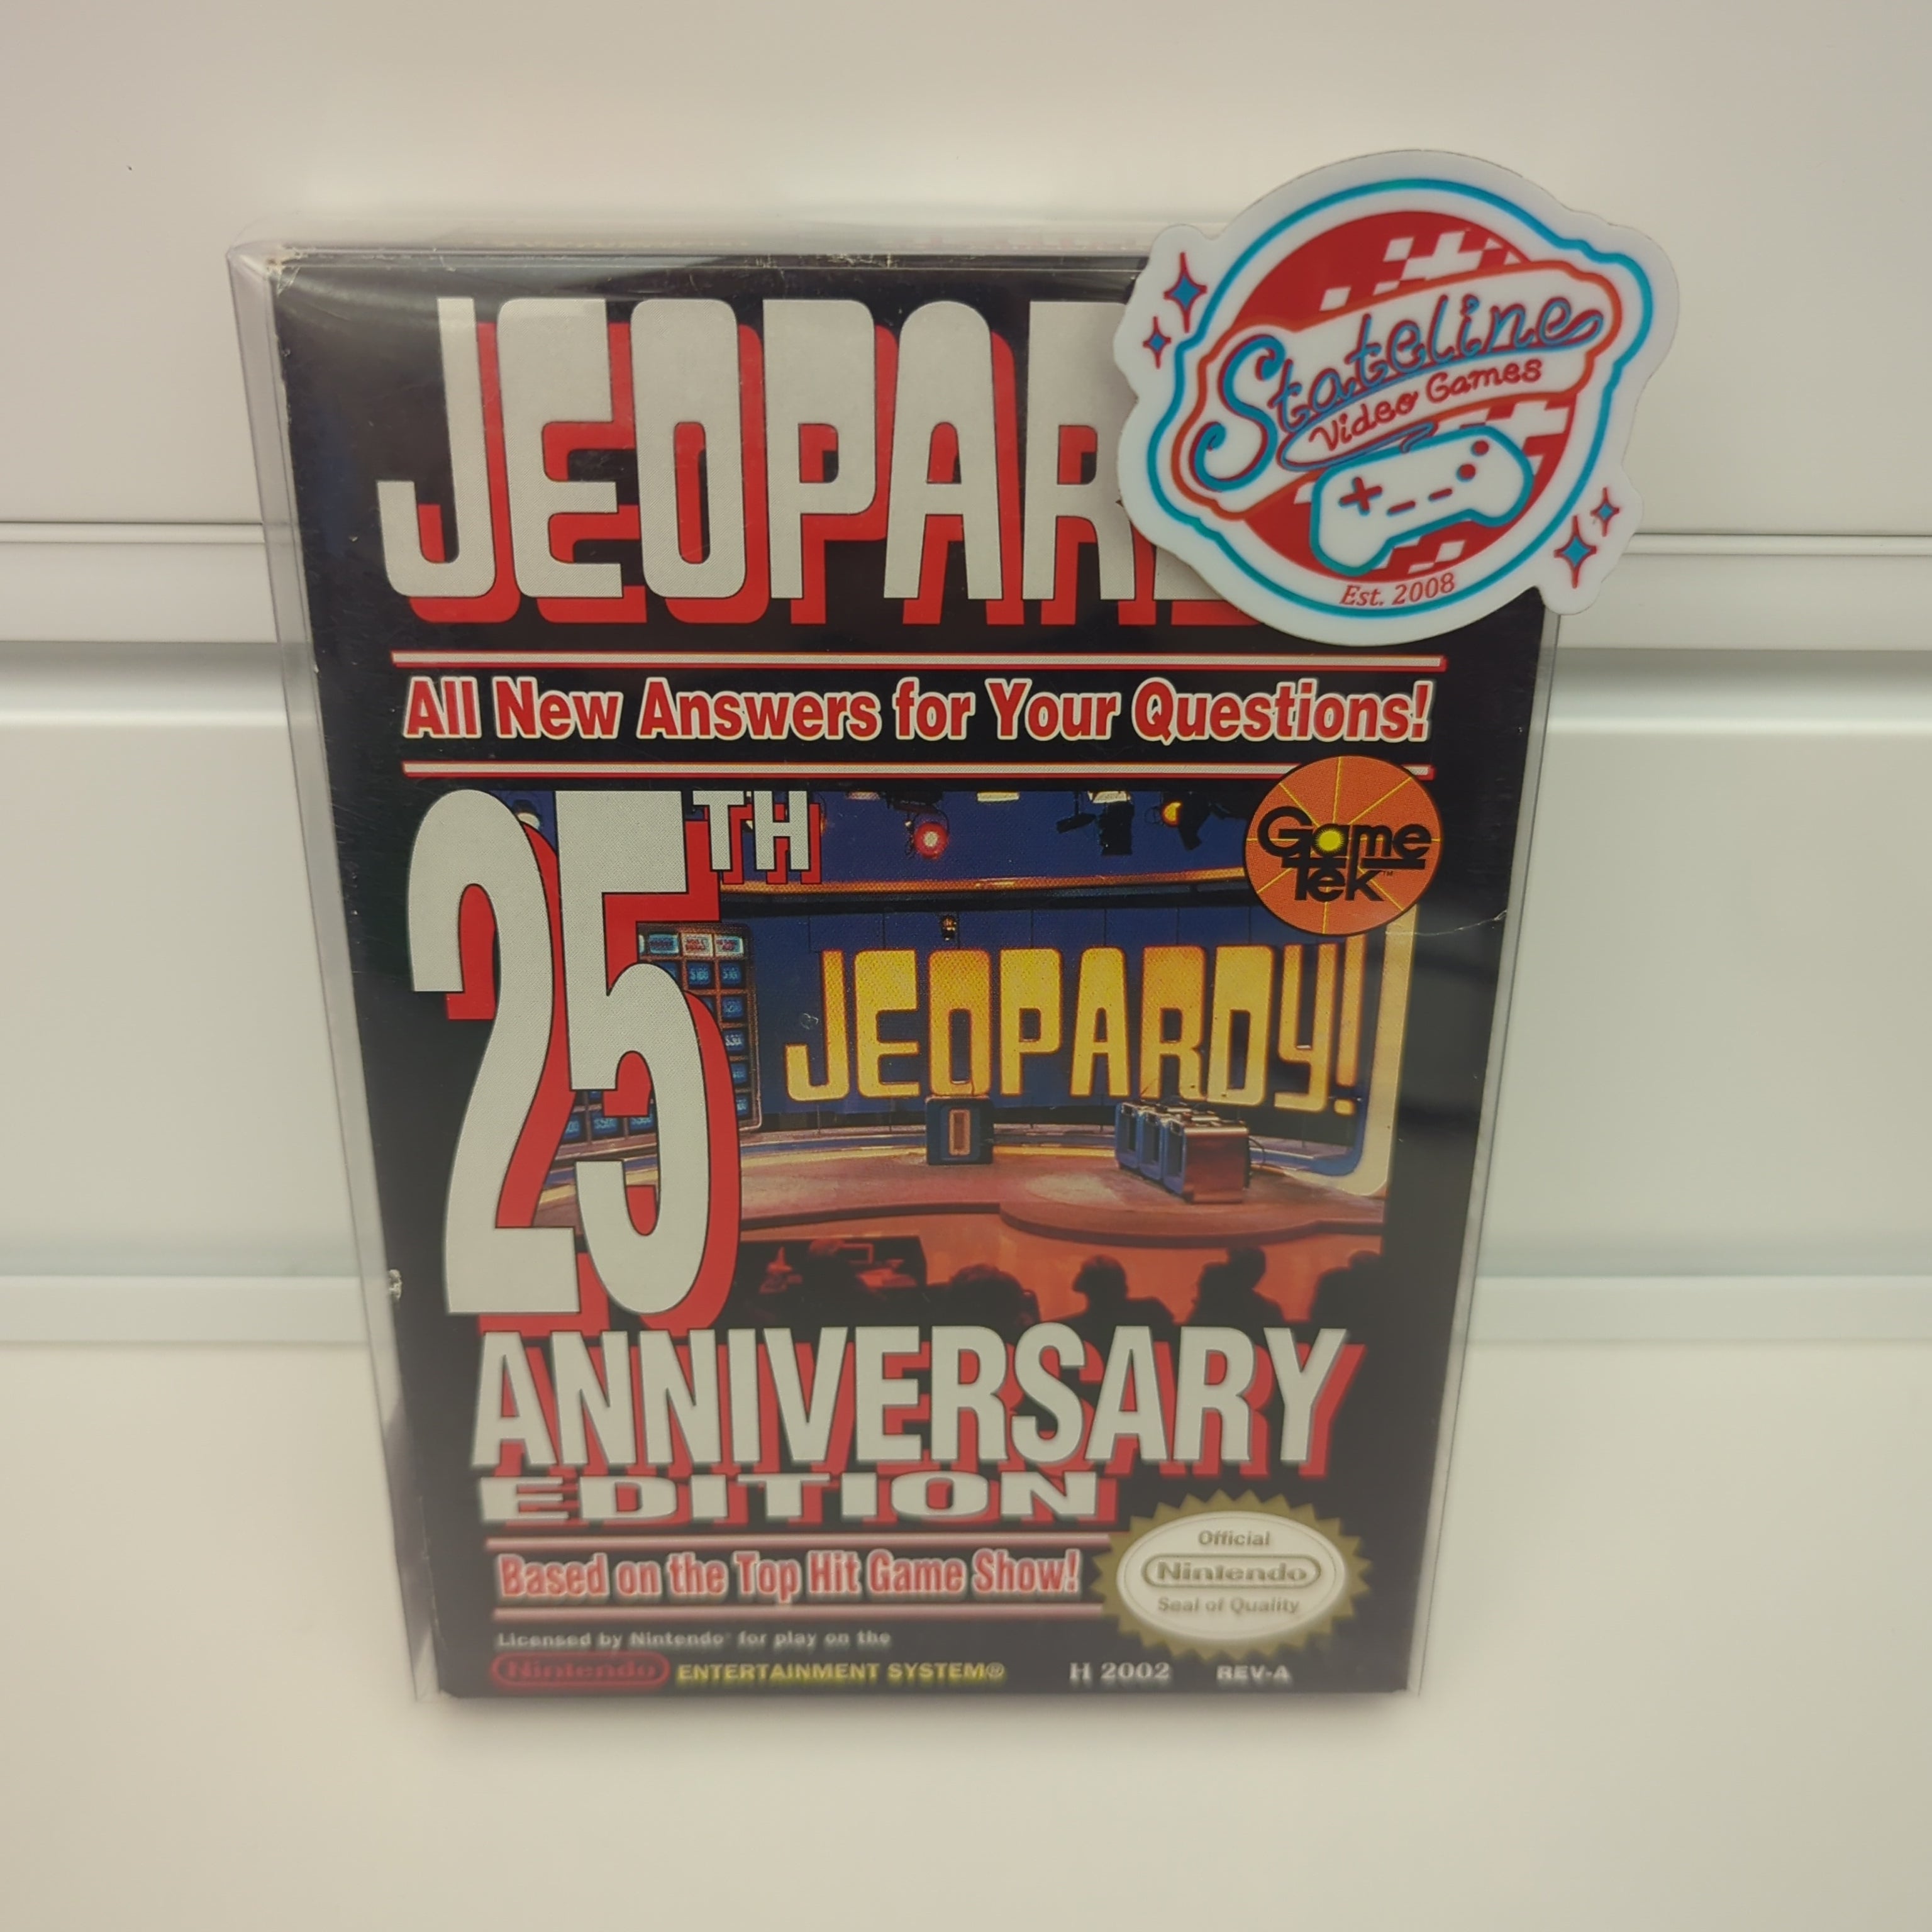 JEOPAR
Stateline
Video Games
Est. 2008
All New Answers for Your Questions!
25TH
Game
Tek™
JEOPARDY!
ANNIVERSARY
EDITION
Based on the Top Hit Game Show!
Official
Nintendo
Seal of Quality
Licensed by Nintendo® for play on the
Nintendo ENTERTAINMENT SYSTEM® H 2002 REV-A